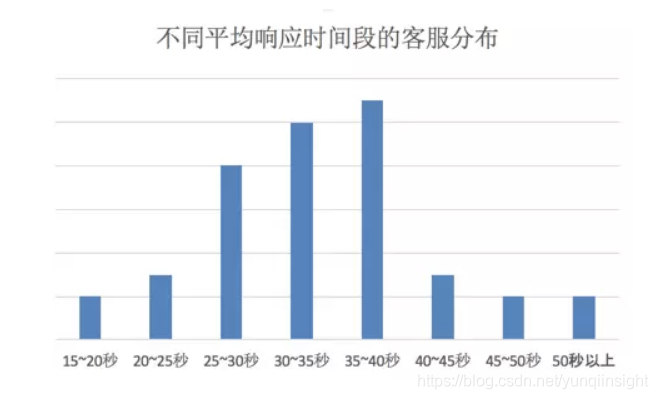 不同平均响应时间段的客服分布
15~20秒 20~25秒 25~30秒 30~35秒 35~40秒 40~45秒 45~50秒 50秒以上
https://blog.csdn.net/yunqiinsight